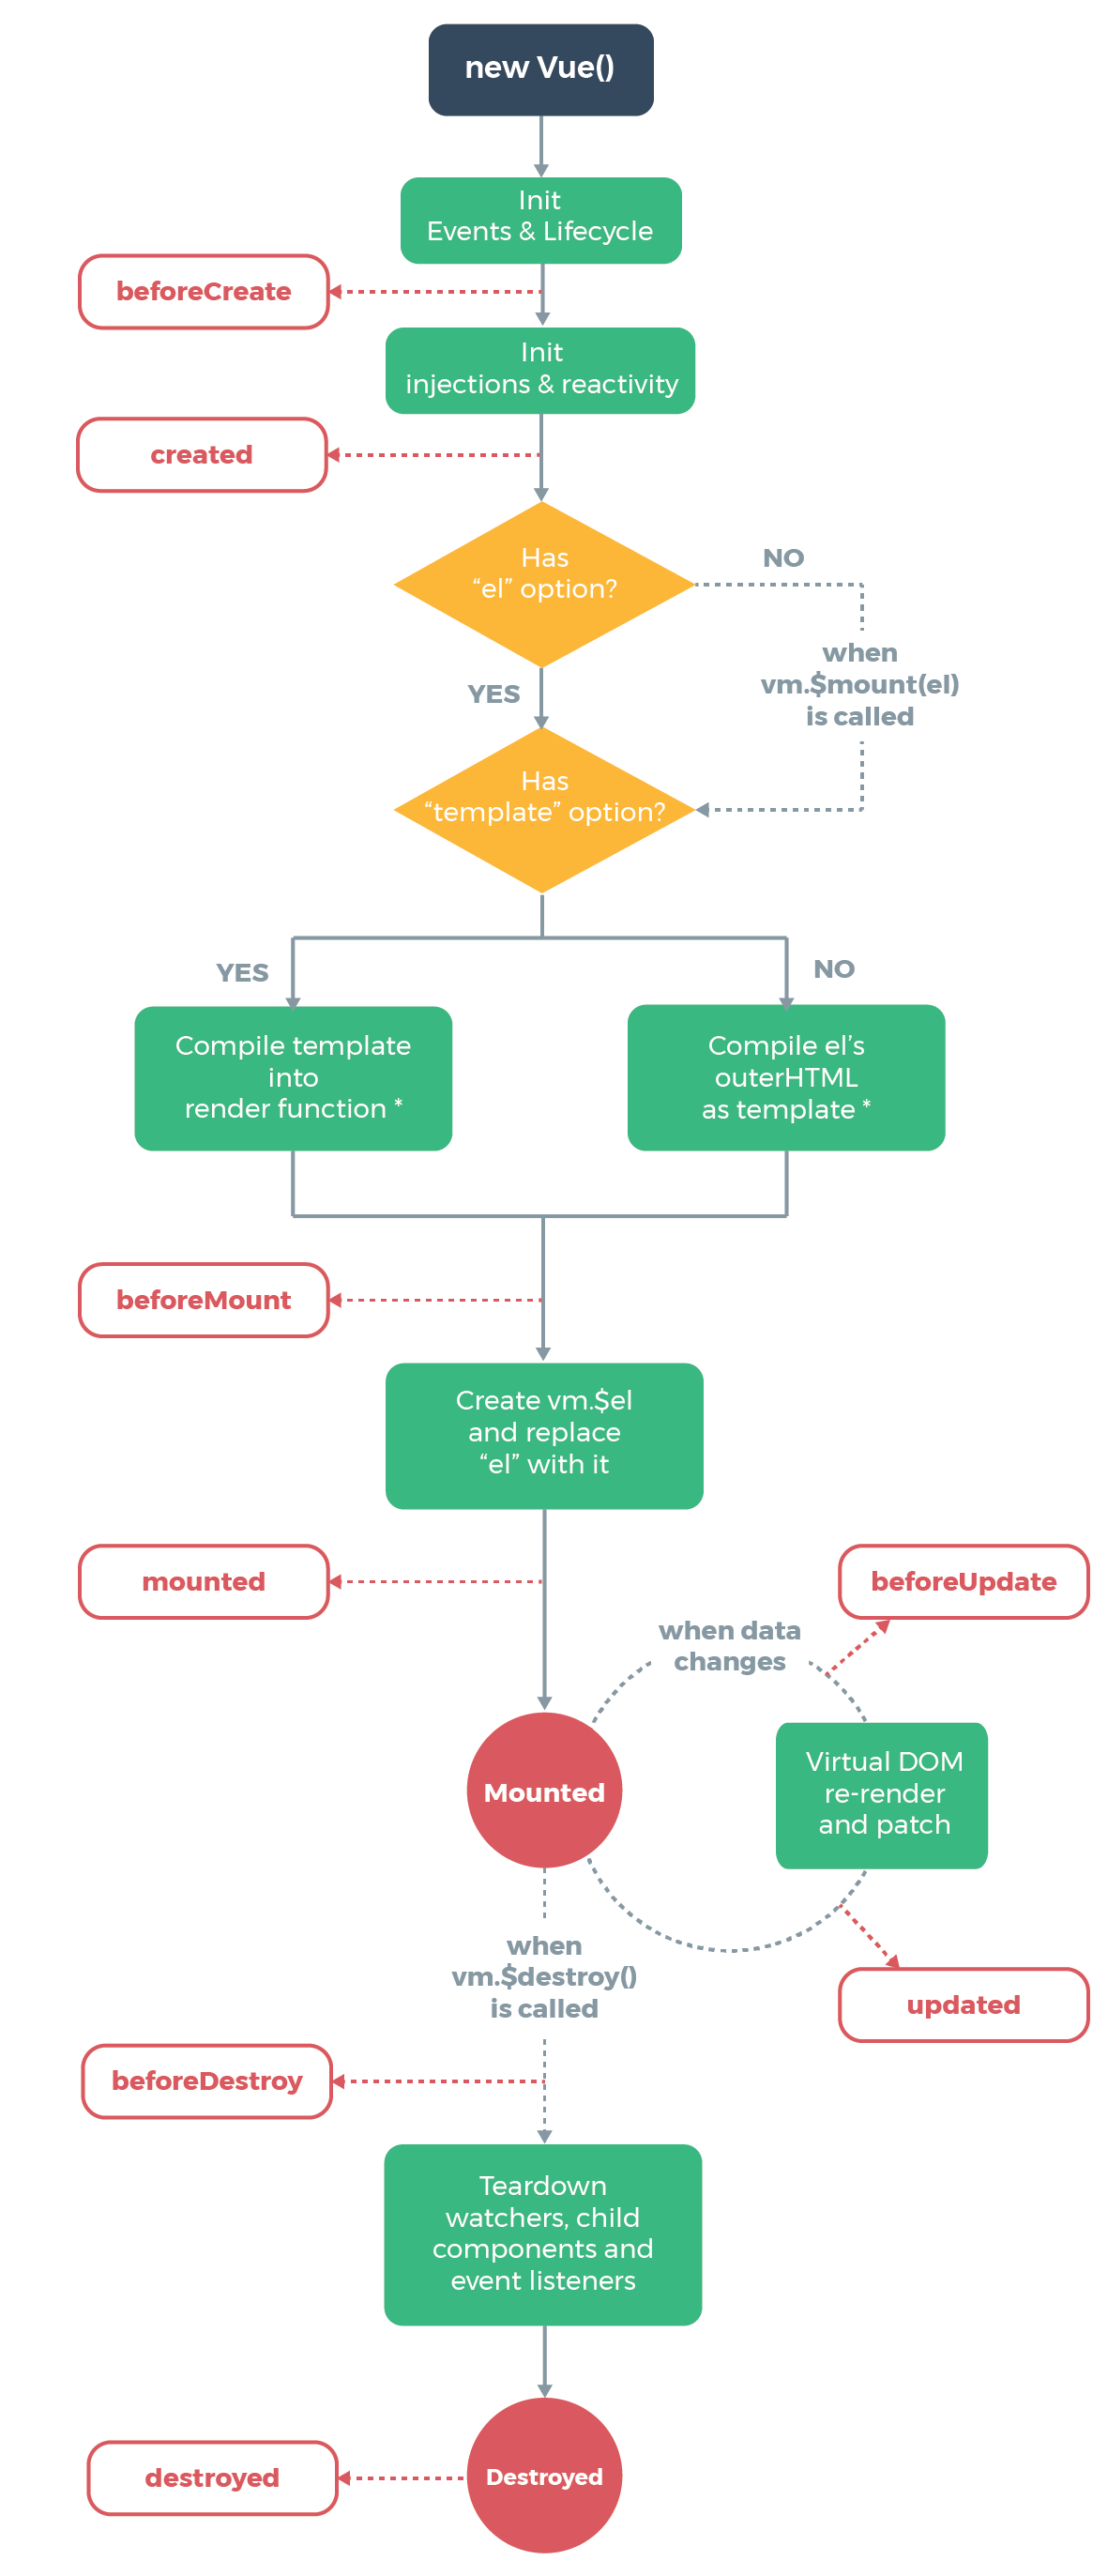 new Vue()
Init
Events & Lifecycle
beforeCreate
Init
injections & reactivity
created
Has
“el” option?
NO
when
vm.$mount(el)
is called
YES
Has
“template” option?
YES
NO
Compile template
into
render function *
Compile el’s
outerHTML
as template *
beforeMount
Create vm.$el
and replace
“el” with it
mounted
beforeUpdate
when data
changes
Mounted
Virtual DOM
re-render
and patch
when
vm.$destroy()
is called
updated
beforeDestroy
Teardown
watchers, child
components and
event listeners
destroyed
Destroyed